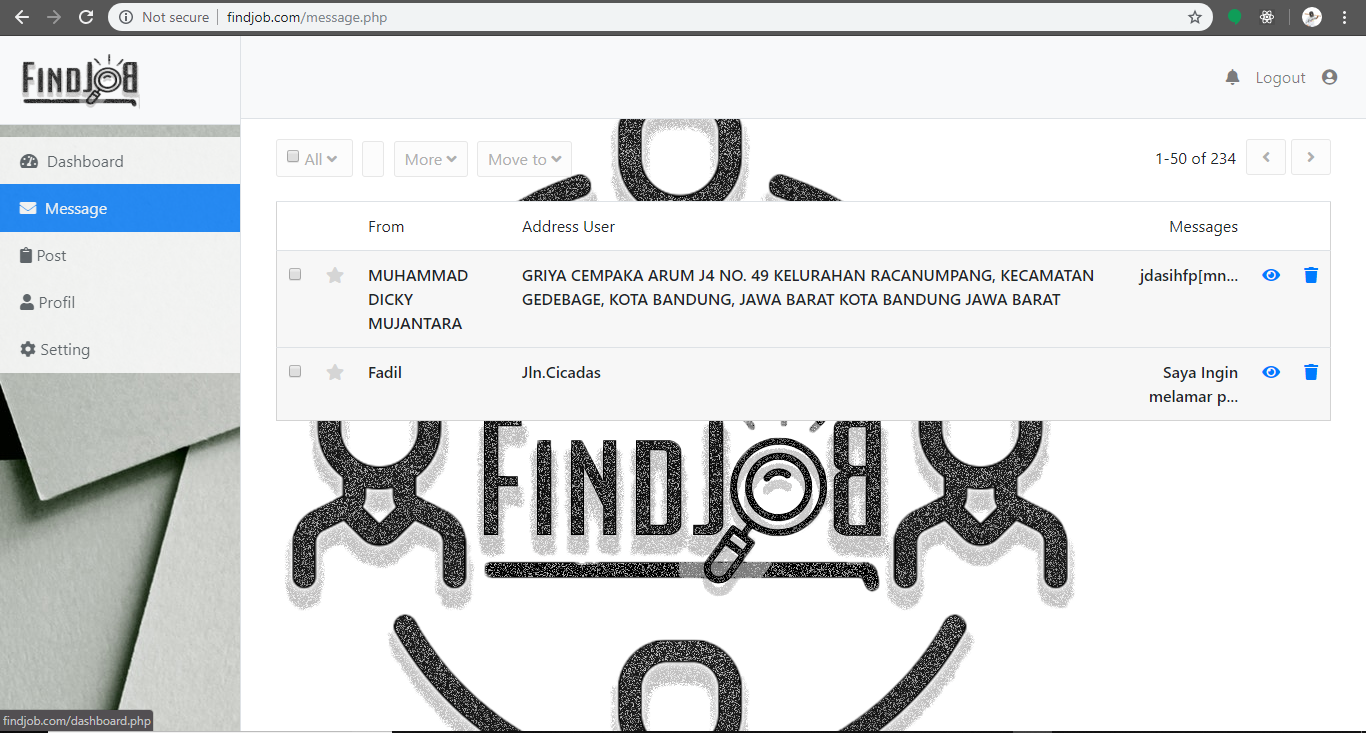 Not secure | findjob.com/message.php
FINDJOB
Logout
Dashboard
Message
Post
Profil
Setting
All More Move to 1-50 of 234
From Address User Messages
MUHAMMAD DICKY MUJANTARA
GRIYA CEMPAKA ARUM J4 NO. 49 KELURAHAN RACANUMPANG, KECAMATAN
GEDEBAGE, KOTA BANDUNG, JAWA BARAT KOTA BANDUNG JAWA BARAT
jdasihfp[mn...
Fadil
Jln.Cicadas
Saya Ingin
melamar p...
FINDJOB
findjob.com/dashboard.php